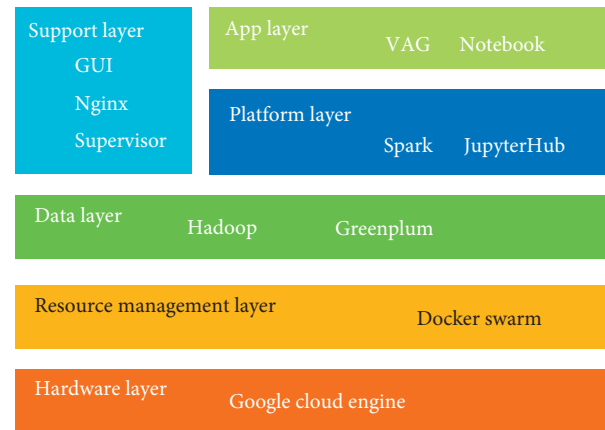 Support layer
GUI
Nginx
Supervisor
App layer
VAG Notebook
Platform layer
Spark JupyterHub
Data layer
Hadoop Greenplum
Resource management layer
Docker swarm
Hardware layer
Google cloud engine